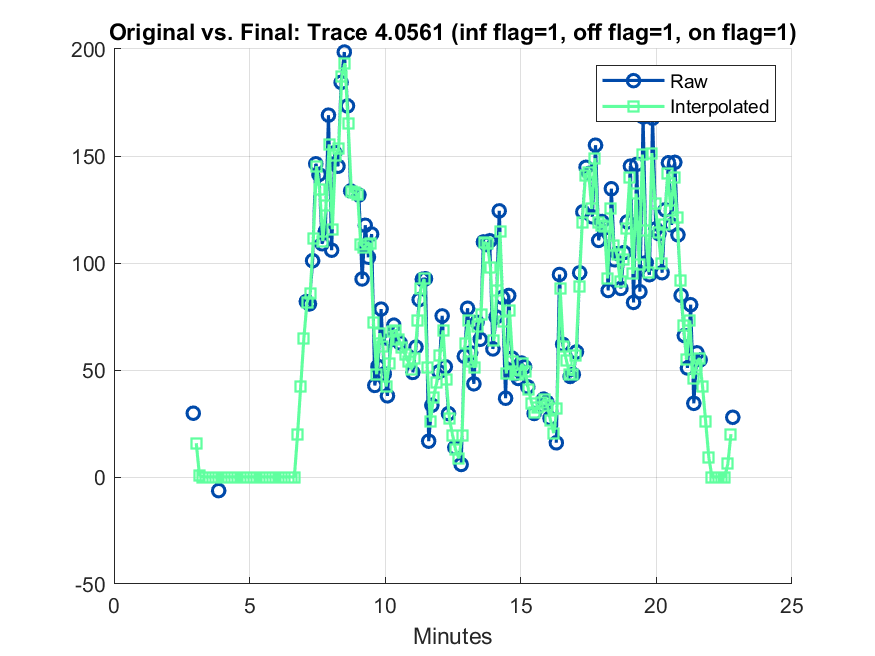 Original vs. Final: Trace 4.0561 (inf flag=1, off flag=1, on flag=1)
200
150
100
50
0
-50
0 5 10 15 20 25
Minutes
Raw
Interpolated